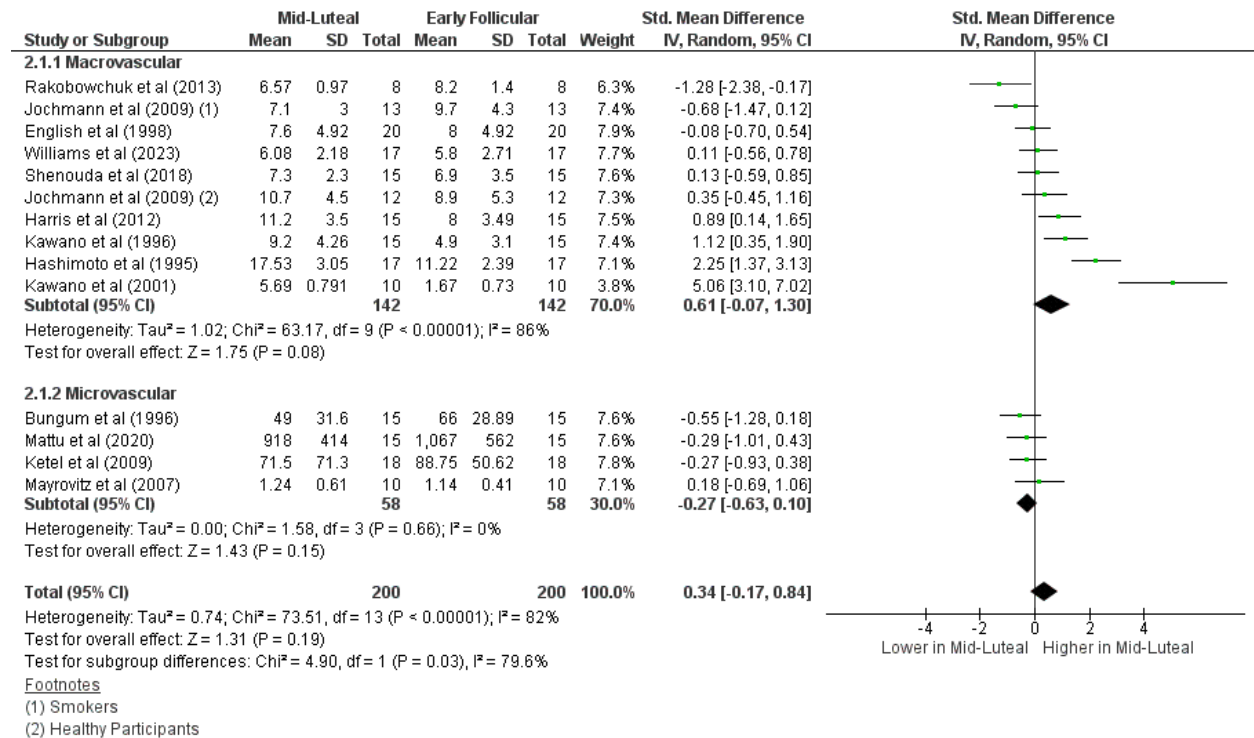 Mid-Luteal Early Follicular Std. Mean Difference Std. Mean Difference
Study or Subgroup Mean SD Total Mean SD Total Weight IV, Random, 95% CI IV, Random, 95% CI
2.1.1 Macrovascular
Rakobowchuk et al (2013) 6.57 0.97 8 8.2 1.4 8 6.3% -1.28 [-2.38, -0.17]
Jochmann et al (2009) (1) 7.1 3 13 9.7 4.3 13 7.4% -0.68 [-1.47, 0.12]
English et al (1998) 7.6 4.92 20 8 4.92 20 7.9% -0.08 [-0.70, 0.54]
Williams et al (2023) 6.08 2.18 17 5.8 2.71 17 7.7% 0.11 [-0.56, 0.78]
Shenouda et al (2018) 7.3 2.3 15 6.9 3.5 15 7.6% 0.13 [-0.59, 0.85]
Jochmann et al (2009) (2) 10.7 4.5 12 8.9 5.3 12 7.3% 0.35 [-0.45, 1.16]
Harris et al (2012) 11.2 3.5 15 8 3.49 15 7.5% 0.89 [0.14, 1.65]
Kawano et al (1996) 9.2 4.26 15 4.9 3.1 15 7.4% 1.12 [0.35, 1.90]
Hashimoto et al (1995) 17.53 3.05 17 11.22 2.39 17 7.1% 2.25 [1.37, 3.13]
Kawano et al (2001) 5.69 0.791 10 1.67 0.73 10 3.8% 5.06 [3.10, 7.02]
Subtotal (95% CI) 142 142 70.0% 0.61 [-0.07, 1.30]
Heterogeneity: Tau² = 1.02; Chi² = 63.17, df = 9 (P < 0.00001); I² = 86%
Test for overall effect: Z = 1.75 (P = 0.08)
2.1.2 Microvascular
Bungum et al (1996) 49 31.6 15 66 28.89 15 7.6% -0.55 [-1.28, 0.18]
Mattu et al (2020) 918 414 15 1,067 562 15 7.6% -0.29 [-1.01, 0.43]
Ketel et al (2009) 71.5 71.3 18 88.75 50.62 18 7.8% -0.27 [-0.93, 0.38]
Mayrovitz et al (2007) 1.24 0.61 10 1.14 0.41 10 7.1% 0.18 [-0.69, 1.06]
Subtotal (95% CI) 58 58 30.0% -0.27 [-0.63, 0.10]
Heterogeneity: Tau² = 0.00; Chi² = 1.58, df = 3 (P = 0.66); I² = 0%
Test for overall effect: Z = 1.43 (P = 0.15)
Total (95% CI) 200 200 100.0% 0.34 [-0.17, 0.84]
Heterogeneity: Tau² = 0.74; Chi² = 73.51, df = 13 (P < 0.00001); I² = 82%
Test for overall effect: Z = 1.31 (P = 0.19)
Test for subgroup differences: Chi² = 4.90, df = 1 (P = 0.03), I² = 79.6%
-4 -2 0 2 4
Lower in Mid-Luteal Higher in Mid-Luteal
Footnotes
(1) Smokers
(2) Healthy Participants